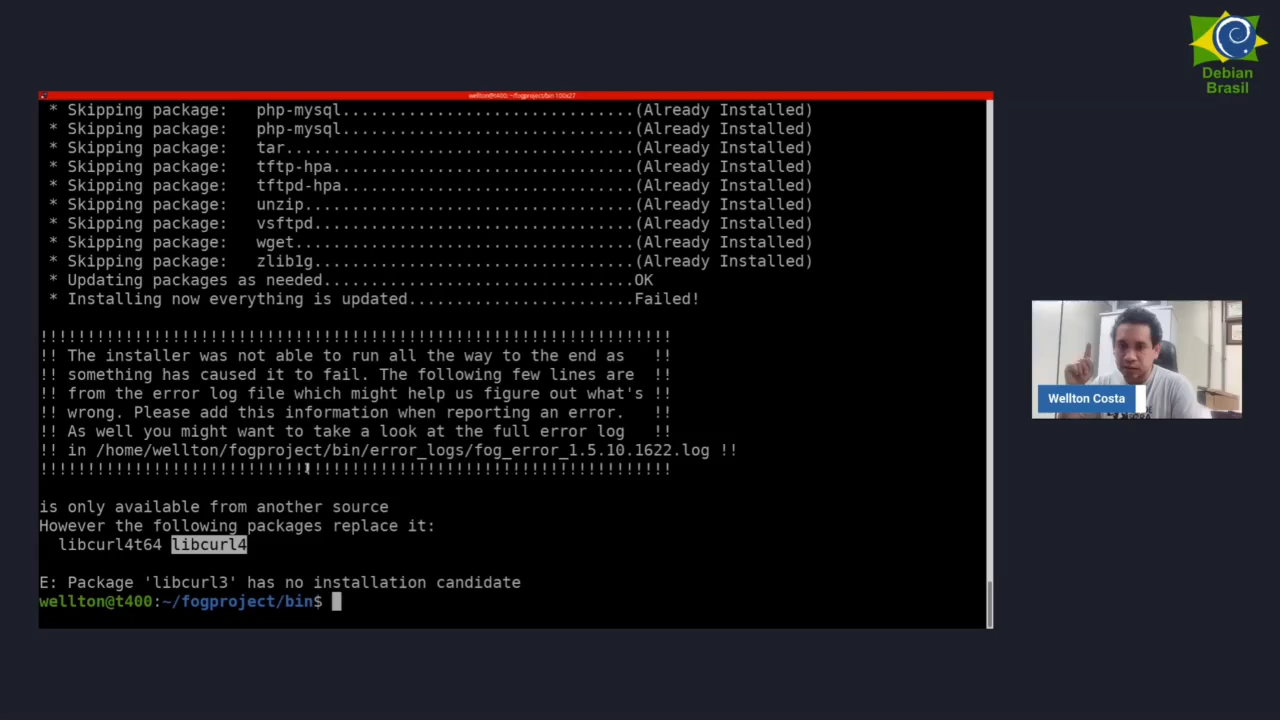 Debian
Brasil
wellton@t400: ~/fogproject/bin 100x27
* Skipping package:   php-mysql...............................(Already Installed)
* Skipping package:   php-mysql...............................(Already Installed)
* Skipping package:   tar.....................................(Already Installed)
* Skipping package:   tftp-hpa................................(Already Installed)
* Skipping package:   tftpd-hpa...............................(Already Installed)
* Skipping package:   unzip...................................(Already Installed)
* Skipping package:   vsftpd..................................(Already Installed)
* Skipping package:   wget....................................(Already Installed)
* Skipping package:   zlib1g..................................(Already Installed)
* Updating packages as needed.................................OK
* Installing now everything is updated........................Failed!
!!!!!!!!!!!!!!!!!!!!!!!!!!!!!!!!!!!!!!!!!!!!!!!!!!!!!!!!!!!!!!!!!!!
!! The installer was not able to run all the way to the end as   !!
!! something has caused it to fail. The following few lines are  !!
!! from the error log file which might help us figure out what's !!
!! wrong. Please add this information when reporting an error.   !!
!! As well you might want to take a look at the full error log   !!
!! in /home/wellton/fogproject/bin/error_logs/fog_error_1.5.10.1622.log !!
!!!!!!!!!!!!!!!!!!!!!!!!!!!!!!!!!!!!!!!!!!!!!!!!!!!!!!!!!!!!!!!!!!!
is only available from another source
However the following packages replace it:
libcurl4t64 libcurl4
E: Package 'libcurl3' has no installation candidate
wellton@t400:~/fogproject/bin$
Wellton Costa